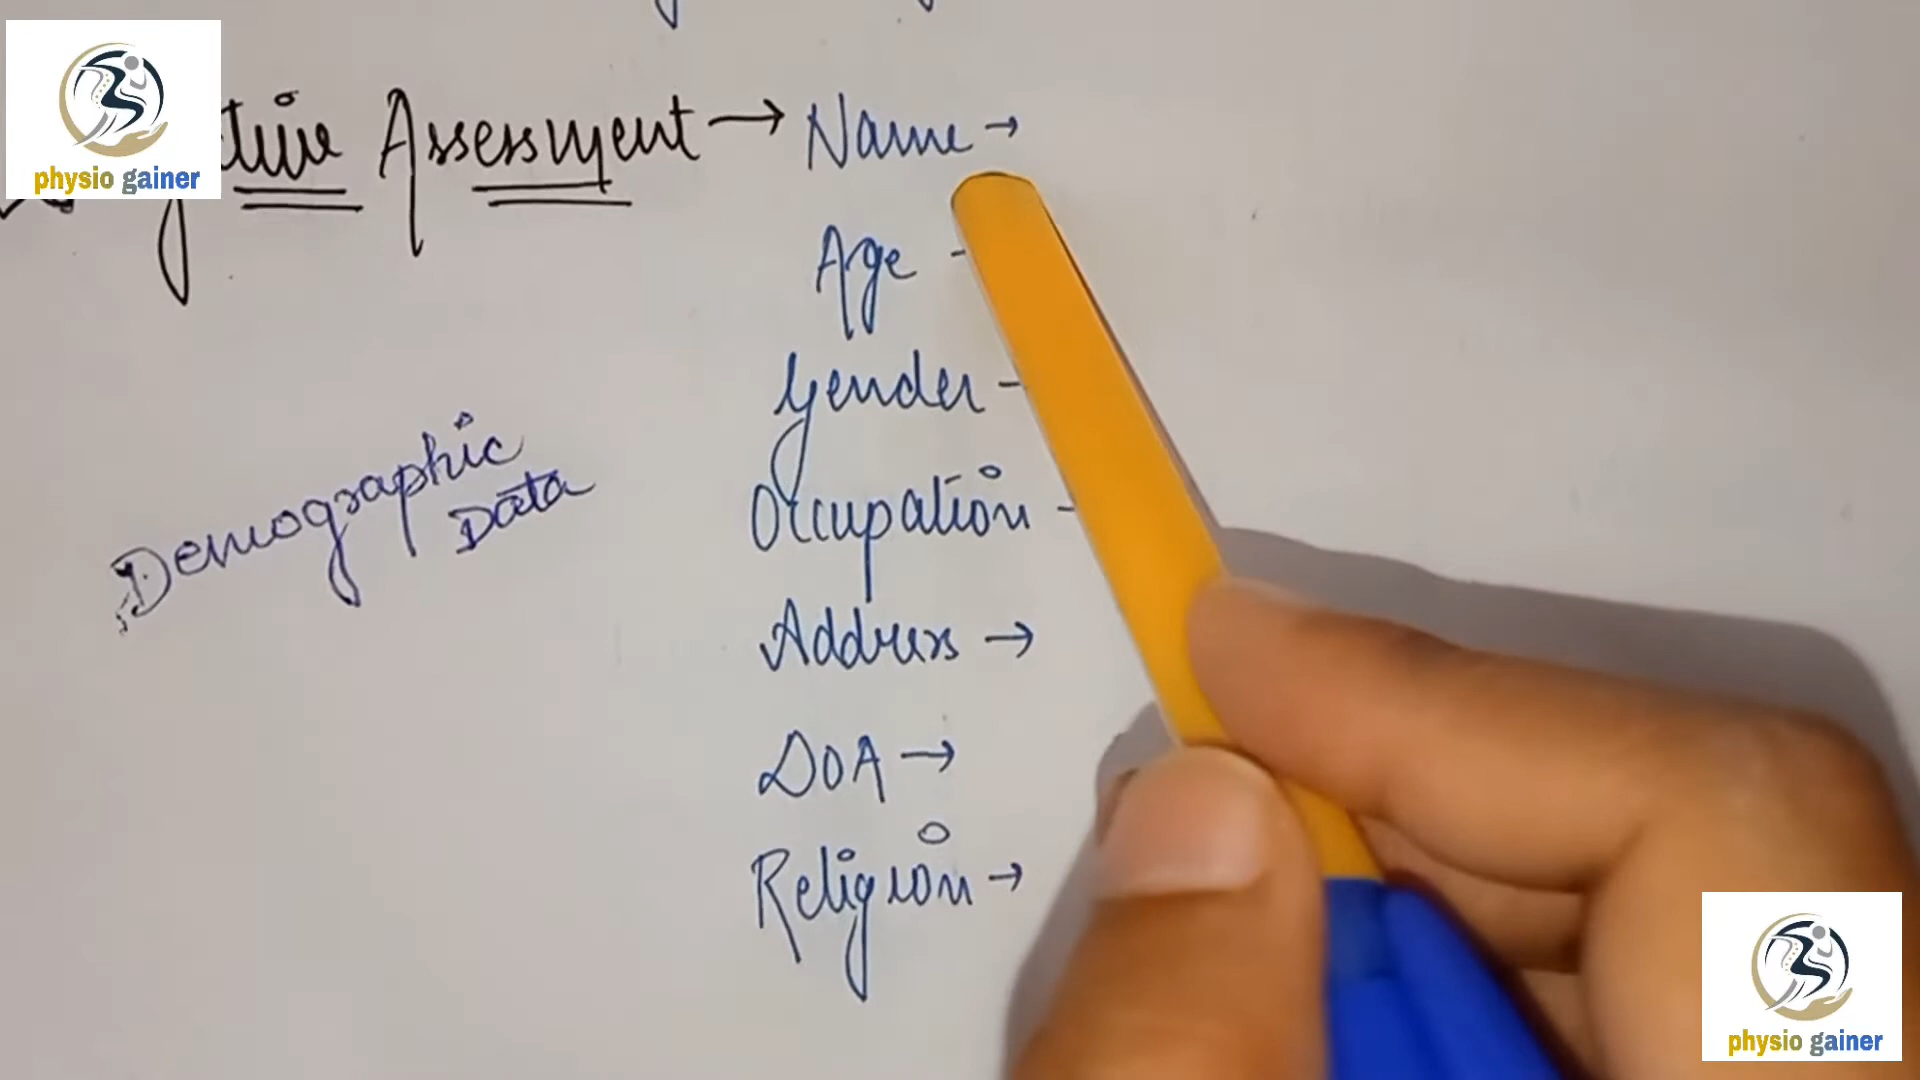 physio gainer
Assessment → Name →
Age -
Gender -
Occupation -
Demographic
Data
Address →
DOA →
Religion →
physio gainer